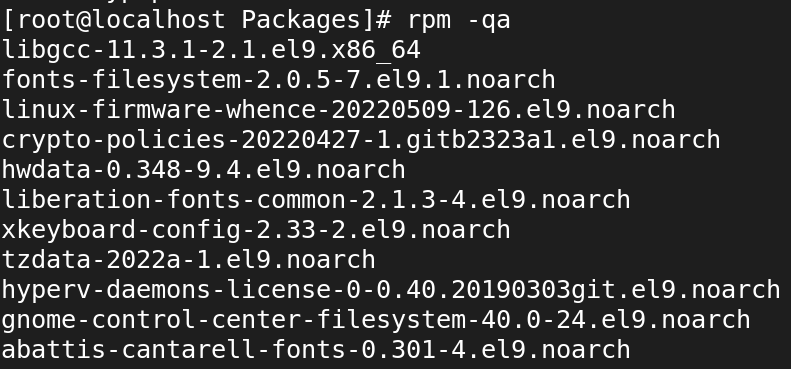 [root@localhost Packages]# rpm -qa
libgcc-11.3.1-2.1.el9.x86_64
fonts-filesystem-2.0.5-7.el9.1.noarch
linux-firmware-whence-20220509-126.el9.noarch
crypto-policies-20220427-1.gitb2323a1.el9.noarch
hwdata-0.348-9.4.el9.noarch
liberation-fonts-common-2.1.3-4.el9.noarch
xkeyboard-config-2.33-2.el9.noarch
tzdata-2022a-1.el9.noarch
hyperv-daemons-license-0-0.40.20190303git.el9.noarch
gnome-control-center-filesystem-40.0-24.el9.noarch
abattis-cantarell-fonts-0.301-4.el9.noarch